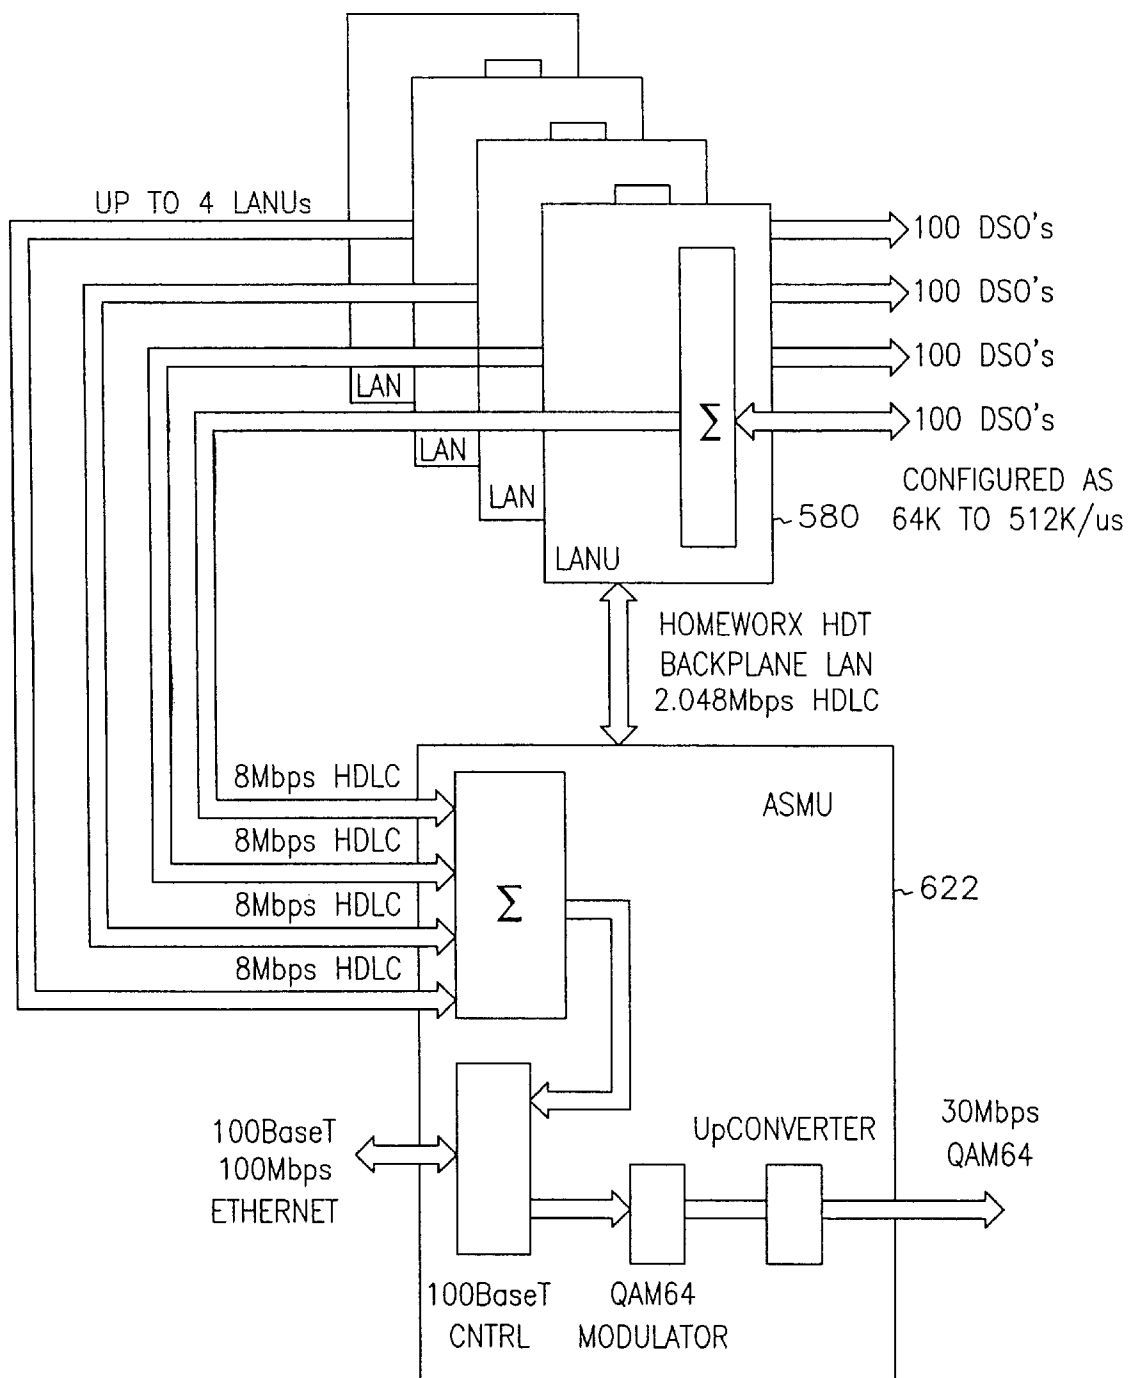 UP TO 4 LANUs
100 DSO's
100 DSO's
100 DSO's
100 DSO's
LAN
LAN
LAN
LANU
Σ
CONFIGURED AS
64K TO 512K/us
580
HOMEWORX HDT
BACKPLANE LAN
2.048Mbps HDLC
8Mbps HDLC
8Mbps HDLC
8Mbps HDLC
8Mbps HDLC
Σ
ASMU
622
100BaseT
100Mbps
ETHERNET
100BaseT
CNTRL
QAM64
MODULATOR
UpCONVERTER
30Mbps
QAM64